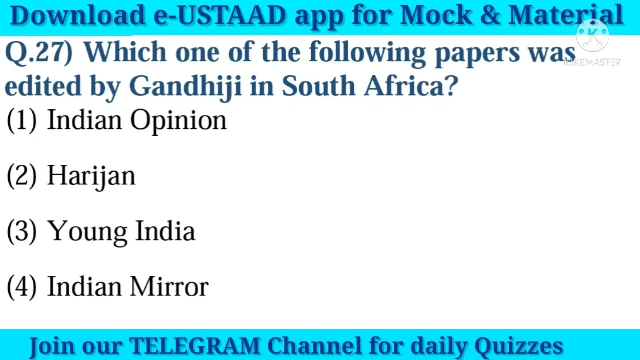 Download e-USTAAD app for Mock & Material
Q.27) Which one of the following papers was
edited by Gandhiji in South Africa?
(1) Indian Opinion
(2) Harijan
(3) Young India
(4) Indian Mirror
Join our TELEGRAM Channel for daily Quizzes
K
KINEMASTER